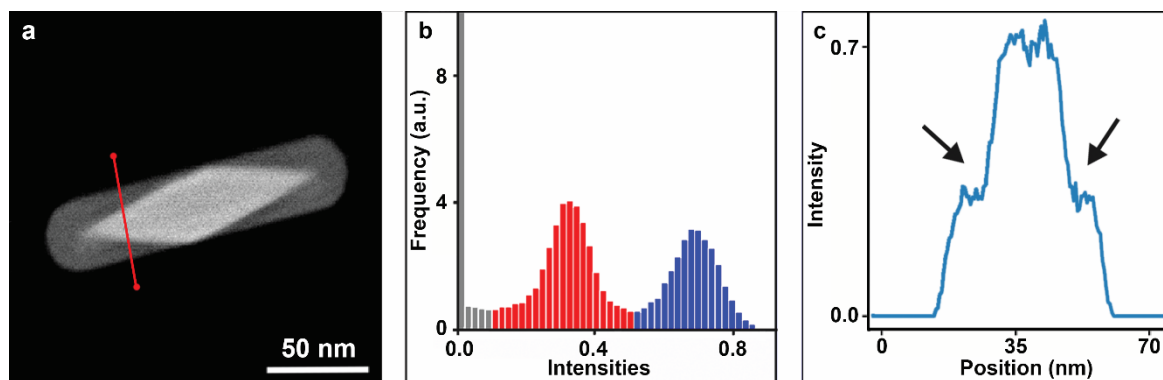 a
50 nm
b
Frequency (a.u.)
8
4
0
0.0
0.4
0.8
Intensities
c
Intensity
0.7
0.0
0
35
70
Position (nm)